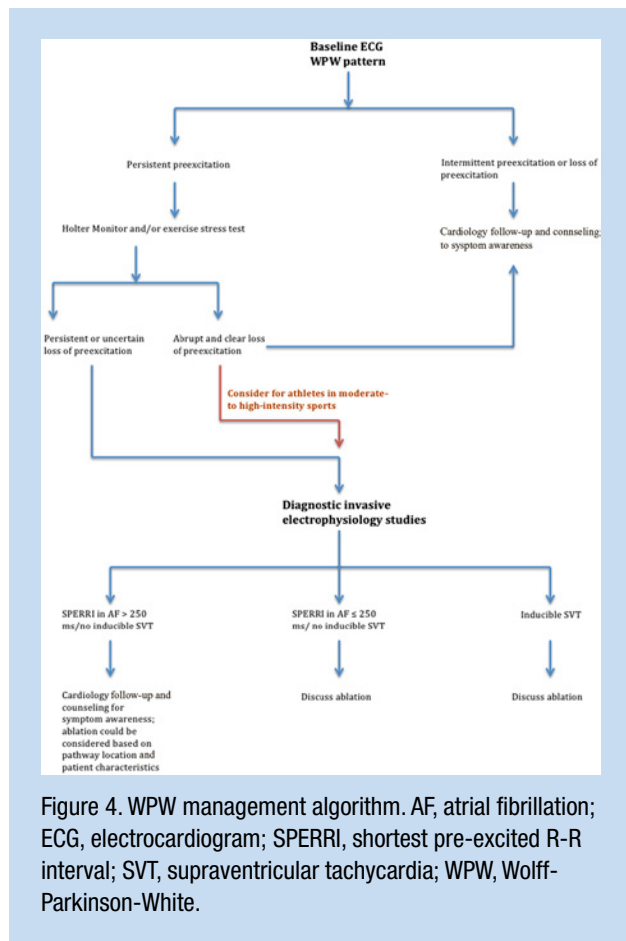 Baseline ECG
WPW pattern
Persistent preexcitation
Intermittent preexcitation or loss of
preexcitation
Holter Monitor and/or exercise stress test
Cardiology follow-up and connseling;
to sysptom awareness
Persistent or uncertain
loss of preexcitation
Abrupt and clear loss
of preexcitation
Consider for athletes in moderate-
to high-intensity sports
Diagnostic invasive
electrophysiology studies
SPERRI in AF > 250
ms/no inducible SVT
SPERRI in AF ≤ 250
ms/ no inducible SVT
Inducible SVT
Cardiology follow-up and
counseling for
symptom awareness;
ablation could be
considered based on
pathway location and
patient characteristics
Discuss ablation
Discuss ablation
Figure 4. WPW management algorithm. AF, atrial fibrillation;
ECG, electrocardiogram; SPERRI, shortest pre-excited R-R
interval; SVT, supraventricular tachycardia; WPW, Wolff-
Parkinson-White.